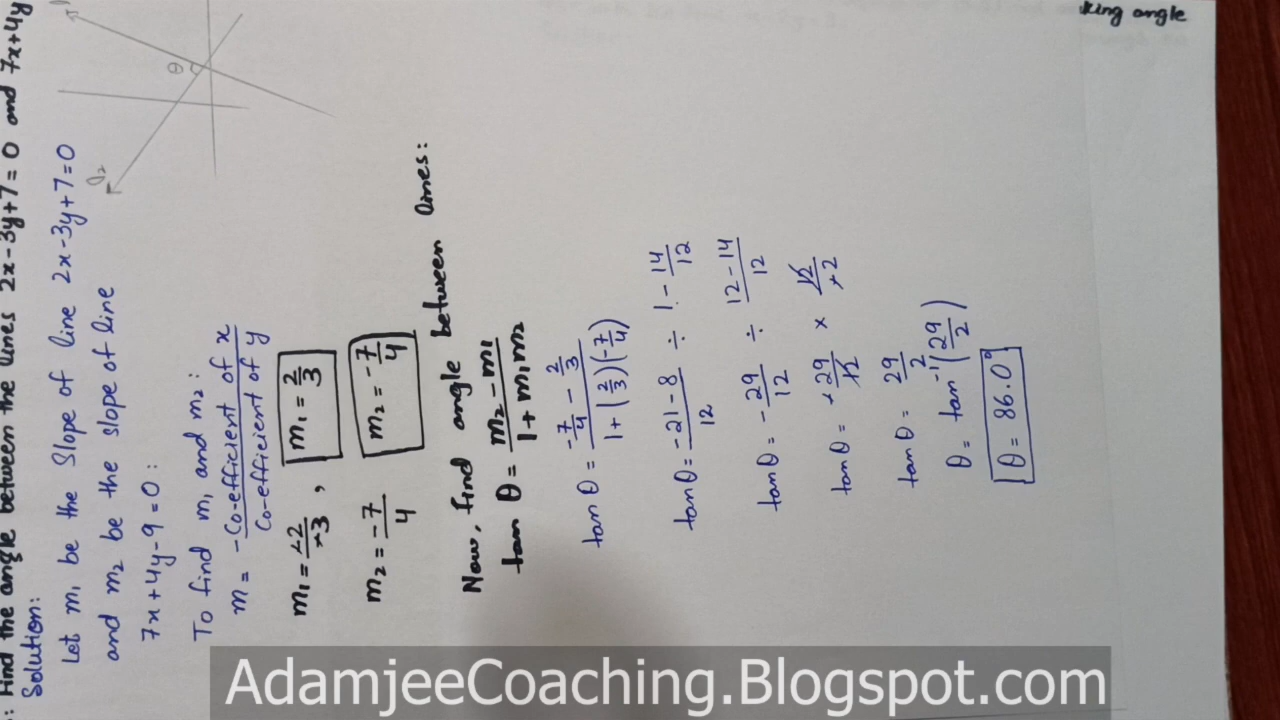 : Find the angle between the lines 2x-3y+7=0 and 7x+4y
Solution:
Let m₁ be the Slope of line 2x-3y+7=0
and m₂ be the slope of line
7x+4y-9=0:
To find m₁ and m₂:
m = - Co-efficient of x / Co-efficient of y
m₁ = -2/-3 , m₁ = 2/3
m₂ = -7/4 m₂ = -7/4
Now, find angle between lines:
tan θ = m₂-m₁ / 1+m₁m₂
tan θ = -7/4 - 2/3 / 1+(2/3)(-7/4)
tanθ = -21-8/12 ÷ 1-14/12
tanθ = -29/12 ÷ 12-14/12
tanθ = +29/12 × 12/+2
tanθ = 29/2
θ = tan⁻¹(29/2)
θ = 86.0°
θ
l₂
king angle
AdamjeeCoaching.Blogspot.com